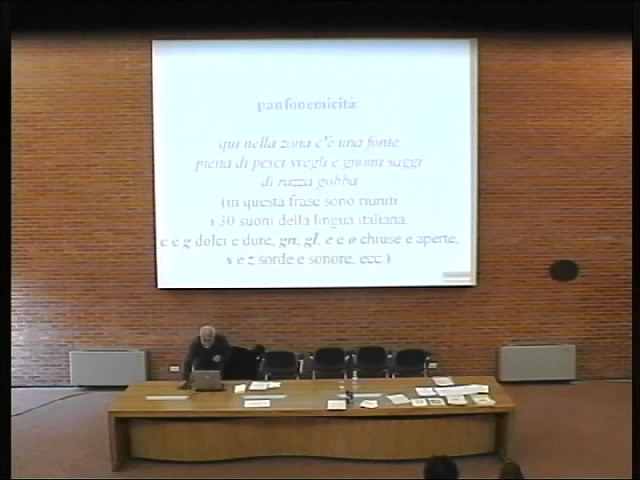 panfonemicità:
qui nella zona c'è una fonte
piena di pesci svegli e gnomi saggi
di razza gobba
(in questa frase sono riuniti
i 30 suoni della lingua italiana:
c e g dolci e dure, gn, gl, e e o chiuse e aperte,
s e z sorde e sonore, ecc.)